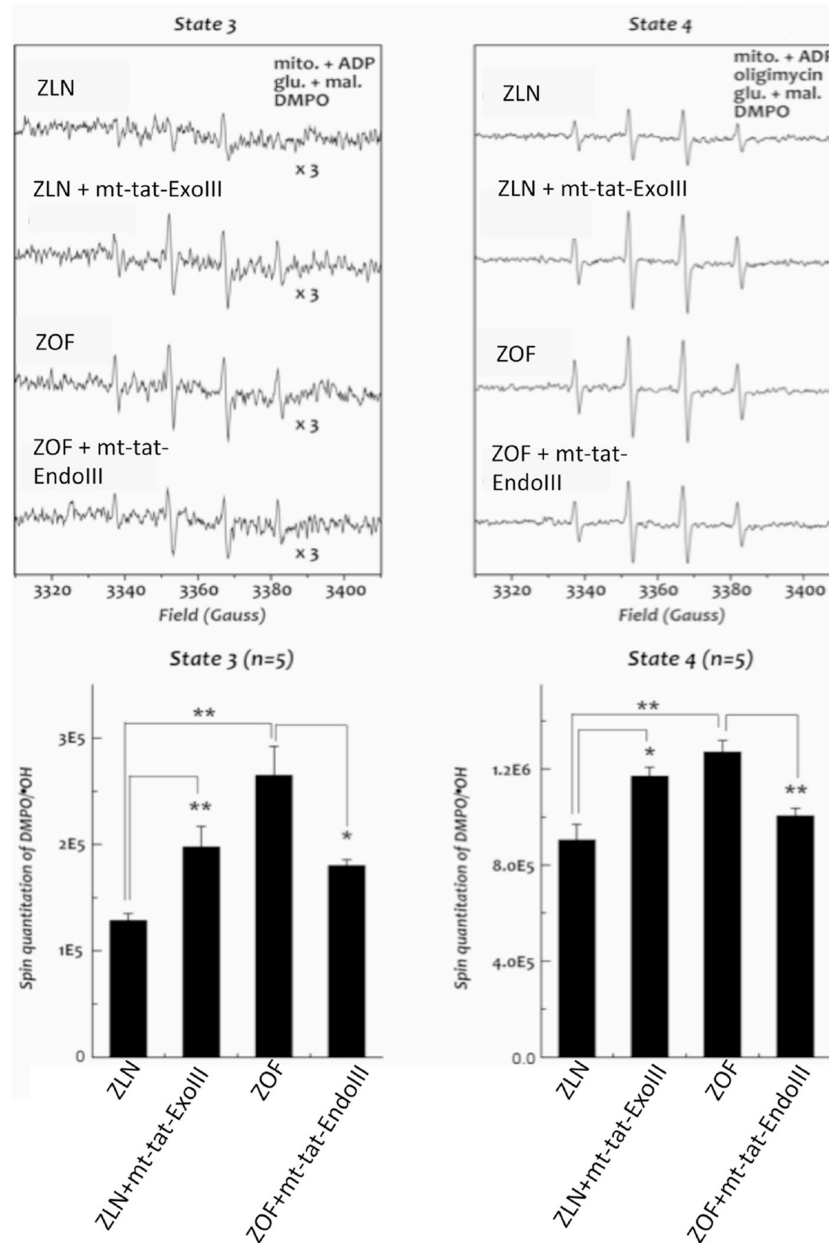 State 3
mito. + ADP
glu. + mal.
DMPO
ZLN
x 3
ZLN + mt-tat-ExoIII
x 3
ZOF
x 3
ZOF + mt-tat-
EndoIII
x 3
3320 3340 3360 3380 3400
Field (Gauss)
State 4
mito. + ADP
oligimycin
glu. + mal.
DMPO
ZLN
ZLN + mt-tat-ExoIII
ZOF
ZOF + mt-tat-
EndoIII
3320 3340 3360 3380 3400
Field (Gauss)
State 3 (n=5)
Spin quantitation of DMPO/•OH
3E5
2E5
1E5
0
**
**
*
ZLN
ZLN+mt-tat-ExoIII
ZOF
ZOF+mt-tat-EndoIII
State 4 (n=5)
Spin quantitation of DMPO/•OH
1.2E6
8.0E5
4.0E5
0.0
**
*
**
ZLN
ZLN+mt-tat-ExoIII
ZOF
ZOF+mt-tat-EndoIII